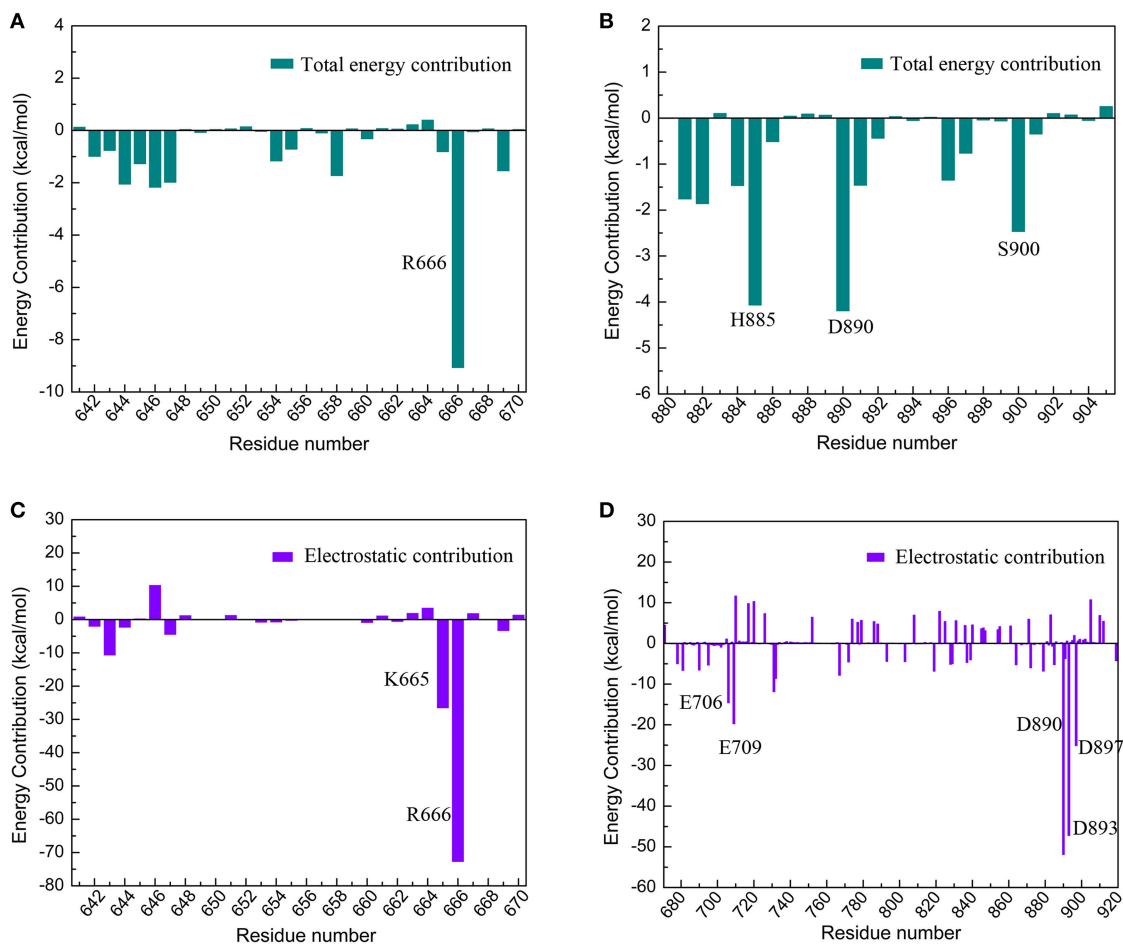 A
Total energy contribution
Energy Contribution (kcal/mol)
4
2
0
-2
-4
-6
-8
-10
R666
642 644 646 648 650 652 654 656 658 660 662 664 666 668 670
Residue number
B
Total energy contribution
Energy Contribution (kcal/mol)
2
1
0
-1
-2
-3
-4
-5
-6
S900
H885
D890
880 882 884 886 888 890 892 894 896 898 900 902 904
Residue number
C
Electrostatic contribution
Energy Contribution (kcal/mol)
30
20
10
0
-10
-20
-30
-40
-50
-60
-70
-80
K665
R666
642 644 646 648 650 652 654 656 658 660 662 664 666 668 670
Residue number
D
Electrostatic contribution
Energy Contribution (kcal/mol)
30
20
10
0
-10
-20
-30
-40
-50
-60
E706
E709
D890
D897
D893
680 700 720 740 760 780 800 820 840 860 880 900 920
Residue number